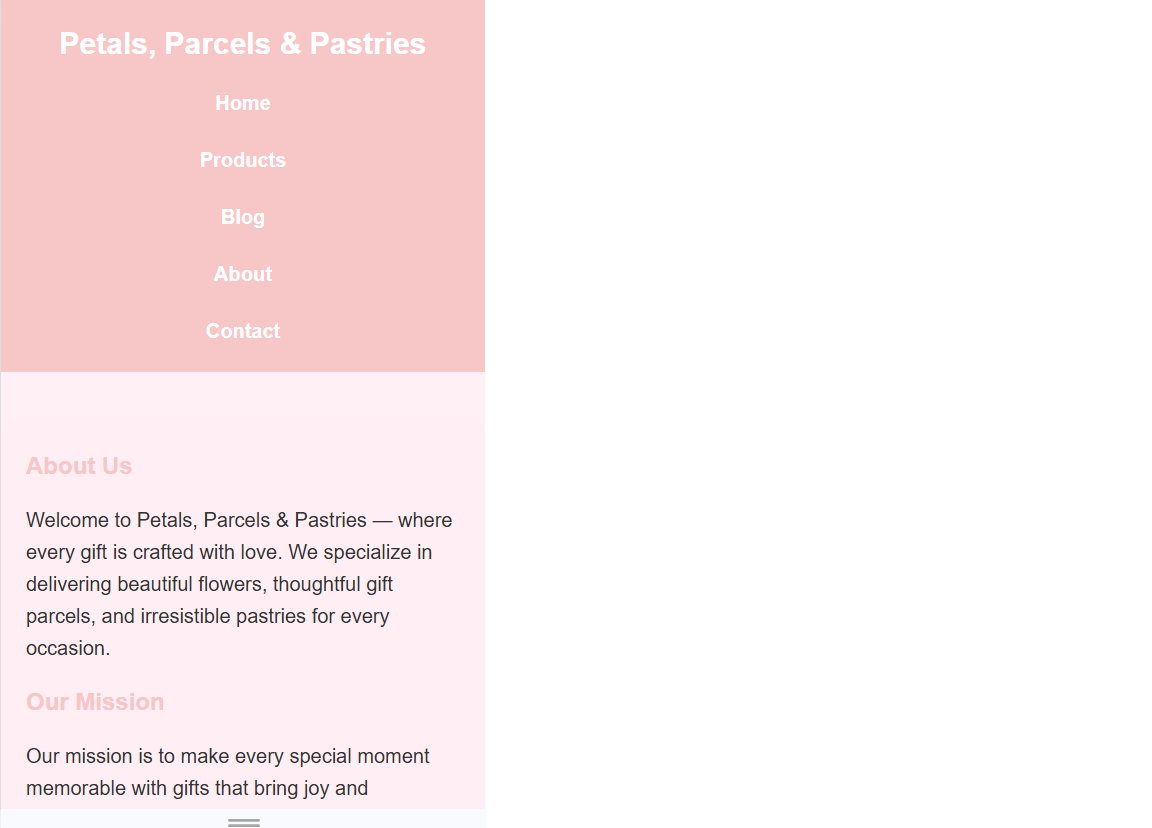 Petals, Parcels & Pastries
Home
Products
Blog
About
Contact
About Us
Welcome to Petals, Parcels & Pastries — where
every gift is crafted with love. We specialize in
delivering beautiful flowers, thoughtful gift
parcels, and irresistible pastries for every
occasion.
Our Mission
Our mission is to make every special moment
memorable with gifts that bring joy and